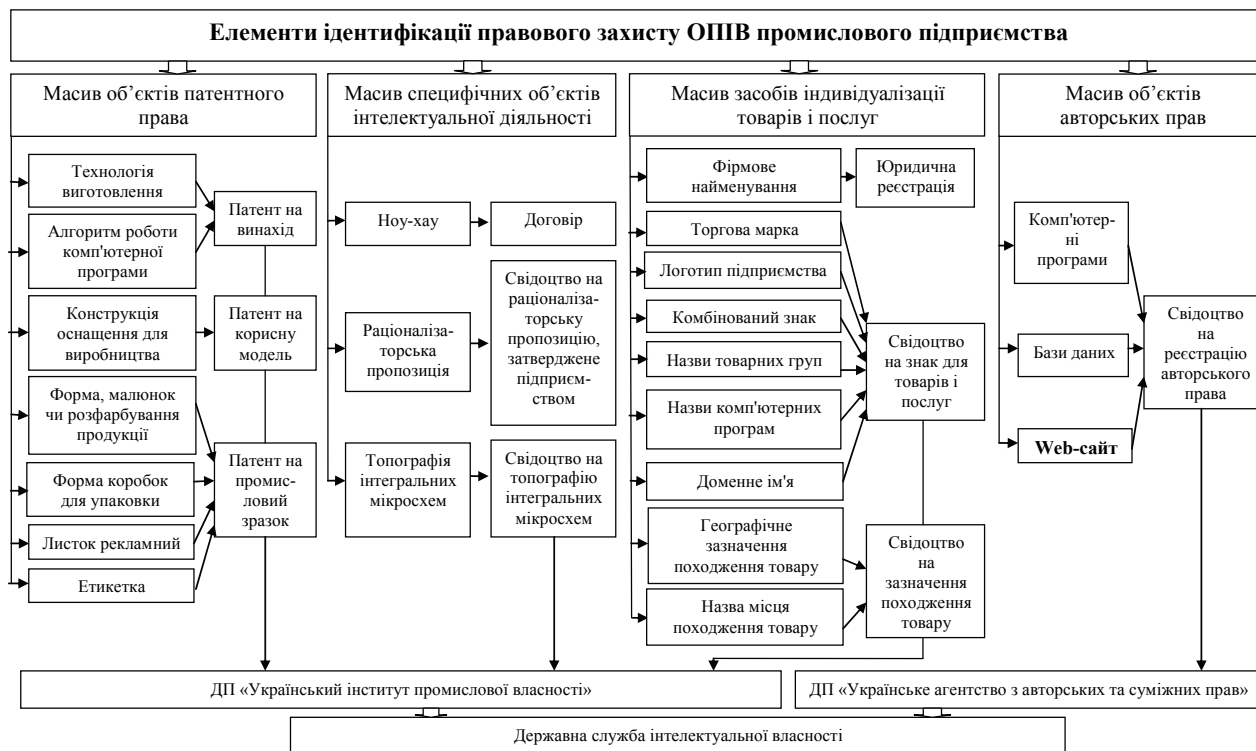 Елементи ідентифікації правового захисту ОПІВ промислового підприємства
Масив об’єктів патентного
права
Технологія
виготовлення
Алгоритм роботи
комп'ютерної
програми
Патент на
винахід
Конструкція
оснащення для
виробництва
Патент на
корисну
модель
Форма, малюнок
чи розфарбування
продукції
Форма коробок
для упаковки
Листок рекламний
Етикетка
Патент на
промис-
ловий
зразок
Масив специфічних об’єктів
інтелектуальної діяльності
Ноу-хау
Договір
Раціоналіза-
торська
пропозиція
Свідоцтво на
раціоналіза-
торську
пропозицію,
затверджене
підприєм-
ством
Топографія
інтегральних
мікросхем
Свідоцтво на
топографію
інтегральних
мікросхем
Масив засобів індивідуалізації
товарів і послуг
Фірмове
найменування
Юридична
реєстрація
Торгова марка
Логотип підприємства
Комбінований знак
Назви товарних груп
Назви комп'ютерних
програм
Доменне ім'я
Свідоцтво
на знак для
товарів і
послуг
Географічне
зазначення
походження товару
Назва місця
походження товару
Свідоцтво
на
зазначення
походження
товару
Масив об’єктів
авторських прав
Комп'ютер-
ні
програми
Бази даних
Web-сайт
Свідоцтво
на
реєстрацію
авторського
права
ДП «Український інститут промислової власності»
ДП «Українське агентство з авторських та суміжних прав»
Державна служба інтелектуальної власності